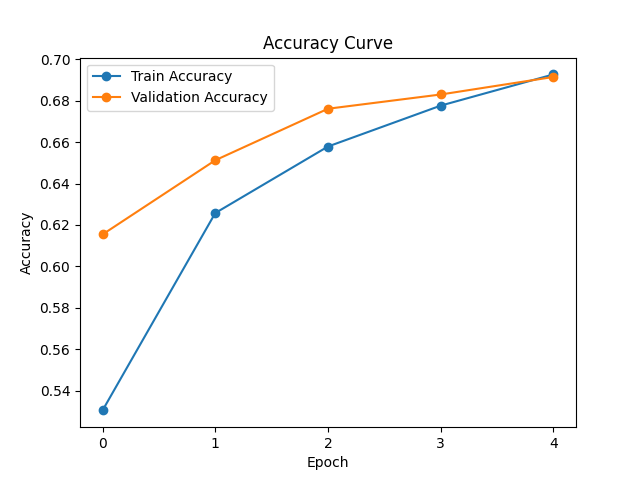 Accuracy Curve
Train Accuracy
Validation Accuracy
Accuracy
0.70
0.68
0.66
0.64
0.62
0.60
0.58
0.56
0.54
0 1 2 3 4
Epoch